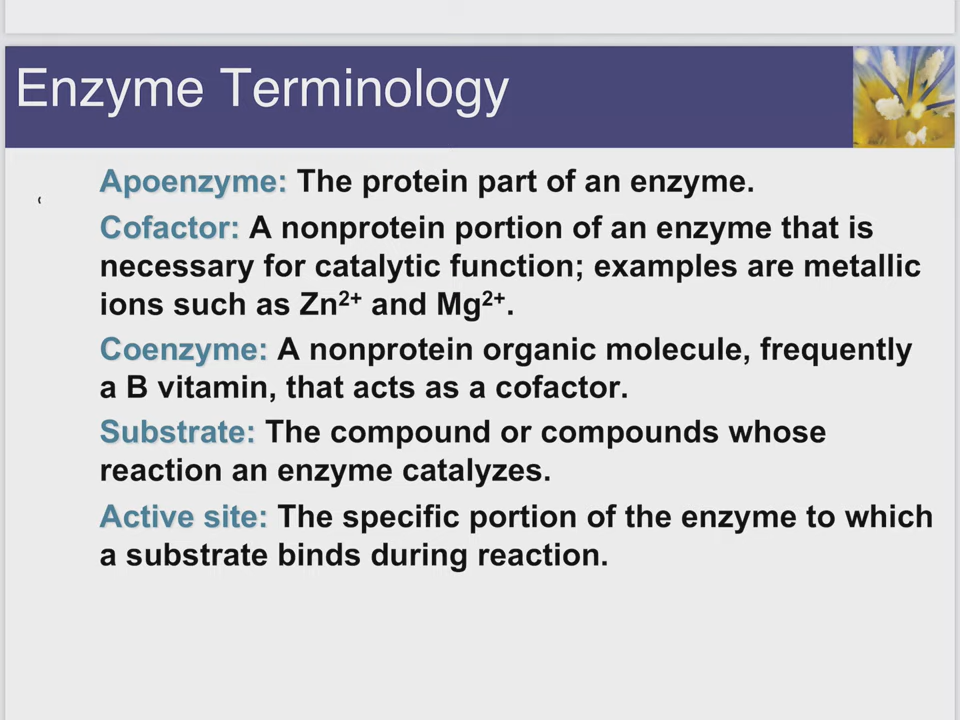 Enzyme Terminology
Apoenzyme: The protein part of an enzyme.
Cofactor: A nonprotein portion of an enzyme that is
necessary for catalytic function; examples are metallic
ions such as Zn²⁺ and Mg²⁺.
Coenzyme: A nonprotein organic molecule, frequently
a B vitamin, that acts as a cofactor.
Substrate: The compound or compounds whose
reaction an enzyme catalyzes.
Active site: The specific portion of the enzyme to which
a substrate binds during reaction.